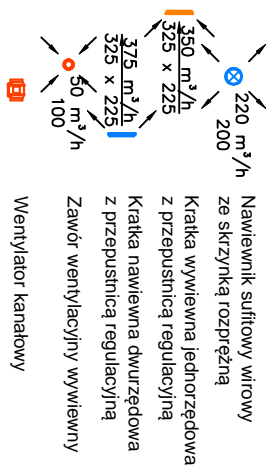 220 m³/h
200
Nawiewnik sufitowy wirowy
ze skrzynką rozprężną
350 m³/h
325 x 225
Kratka wywiewna jednorzędowa
z przepustnicą regulacyjną
375 m³/h
325 x 225
Kratka nawiewna dwurzędowa
z przepustnicą regulacyjną
50 m³/h
100
Zawór wentylacyjny wywiewny
Wentylator kanałowy